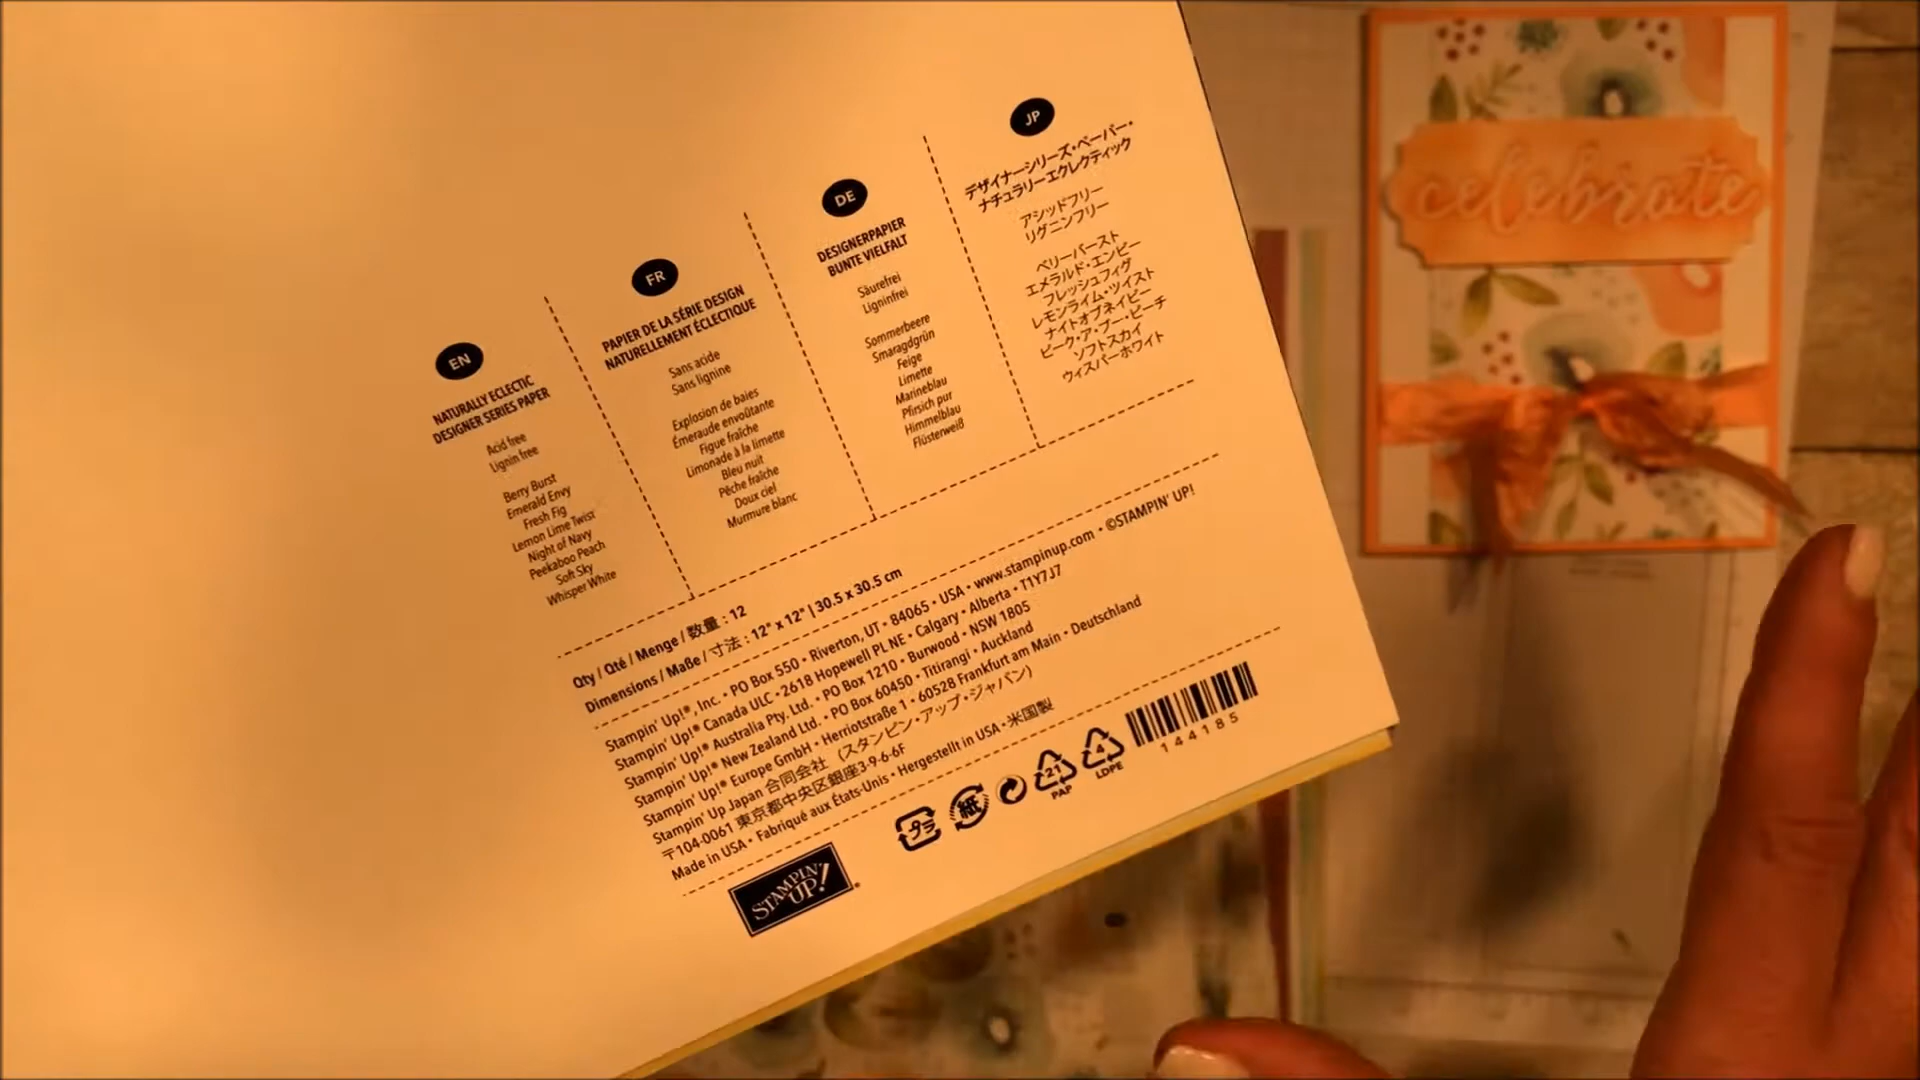 EN
NATURALLY ECLECTIC
DESIGNER SERIES PAPER
Acid free
Lignin free
Berry Burst
Emerald Envy
Fresh Fig
Lemon Lime Twist
Night of Navy
Peekaboo Peach
Soft Sky
Whisper White
FR
PAPIER DE LA SÉRIE DESIGN
NATURELLEMENT ÉCLECTIQUE
Sans acide
Sans lignine
Explosion de baies
Émeraude envoûtante
Figue fraîche
Limonade à la limette
Bleu nuit
Pêche fraîche
Doux ciel
Murmure blanc
DE
DESIGNERPAPIER
BUNTE VIELFALT
Säurefrei
Ligninfrei
Sommerbeere
Smaragdgrün
Feige
Limette
Marineblau
Pfirsich pur
Himmelblau
Flüsterweiß
JP
デザイナーシリーズ・ペーパー・
ナチュラリーエクレクティック
アシッドフリー
リグニンフリー
ベリーバースト
エメラルド・エンビー
フレッシュフィグ
レモンライム・ツイスト
ナイトオブネイビー
ピーク・ア・ブー・ピーチ
ソフトスカイ
ウィスパーホワイト
Qty / Qté / Menge / 数量 : 12
Dimensions / Maße / 寸法 : 12" x 12" | 30.5 x 30.5 cm
Stampin' Up!®, Inc. • PO Box 550 • Riverton, UT • 84065 • USA • www.stampinup.com • ©STAMPIN' UP!
Stampin' Up!® Canada ULC • 2618 Hopewell PL NE • Calgary • Alberta • T1Y7J7
Stampin' Up!® Australia Pty. Ltd. • PO Box 1210 • Burwood • NSW 1805
Stampin' Up!® New Zealand Ltd. • PO Box 60450 • Titirangi • Auckland
Stampin' Up!® Europe GmbH • Herriotstraße 1 • 60528 Frankfurt am Main • Deutschland
Stampin' Up Japan 合同会社 (スタンピン・アップ・ジャパン)
〒104-0061 東京都中央区銀座3-9-6-6F
Made in USA • Fabriqué aux États-Unis • Hergestellt in USA • 米国製
STAMPIN' UP!
プラ
紙
21
PAP
4
LDPE
144185
celebrate